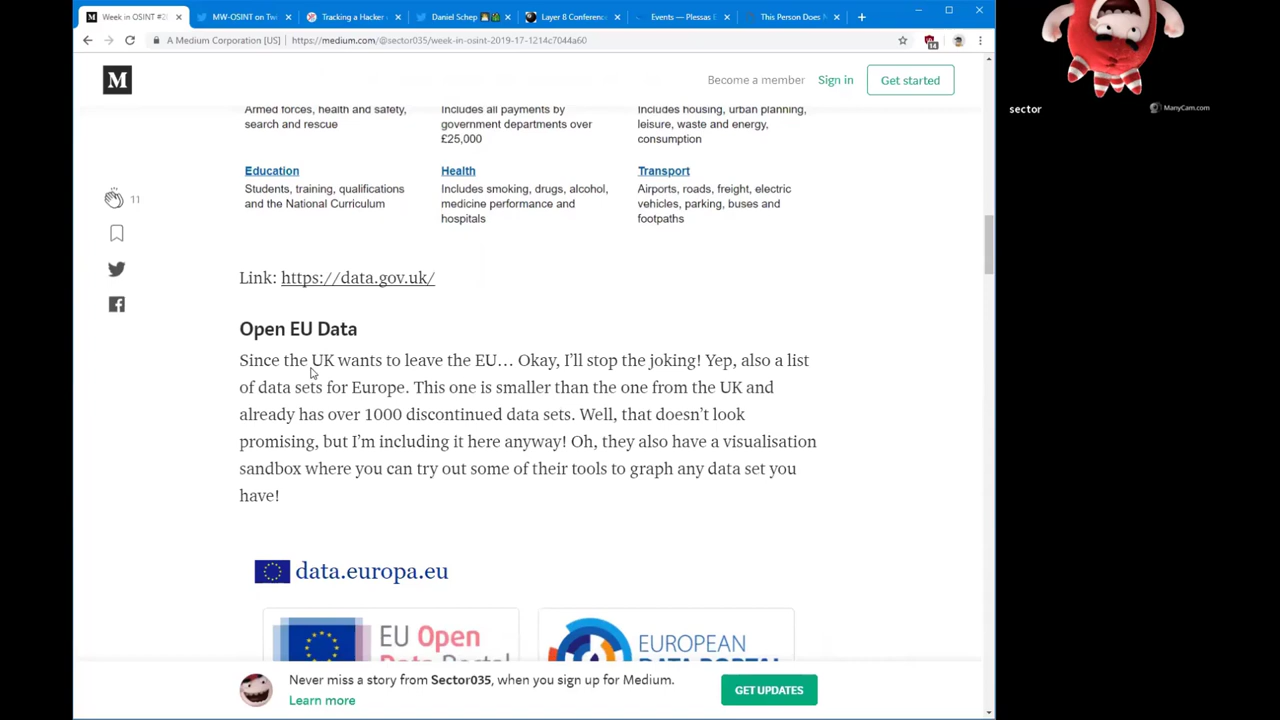 Week in OSINT #2
MW-OSINT on Twi
Tracking a Hacker
Daniel Schep
Layer 8 Conferenc
Events — Plessas E
This Person Does N
A Medium Corporation [US]
https://medium.com/@sector035/week-in-osint-2019-17-1214c7044a60
14
M
Become a member
Sign in
Get started
sector
ManyCam.com
Armed forces, health and safety,
search and rescue
Includes all payments by
government departments over
£25,000
Includes housing, urban planning,
leisure, waste and energy,
consumption
Education
Students, training, qualifications
and the National Curriculum
Health
Includes smoking, drugs, alcohol,
medicine performance and
hospitals
Transport
Airports, roads, freight, electric
vehicles, parking, buses and
footpaths
11
Link: https://data.gov.uk/
Open EU Data
Since the UK wants to leave the EU… Okay, I’ll stop the joking! Yep, also a list
of data sets for Europe. This one is smaller than the one from the UK and
already has over 1000 discontinued data sets. Well, that doesn’t look
promising, but I’m including it here anyway! Oh, they also have a visualisation
sandbox where you can try out some of their tools to graph any data set you
have!
data.europa.eu
EU Open
Data Portal
EUROPEAN
DATA PORTAL
Never miss a story from Sector035, when you sign up for Medium.
Learn more
GET UPDATES